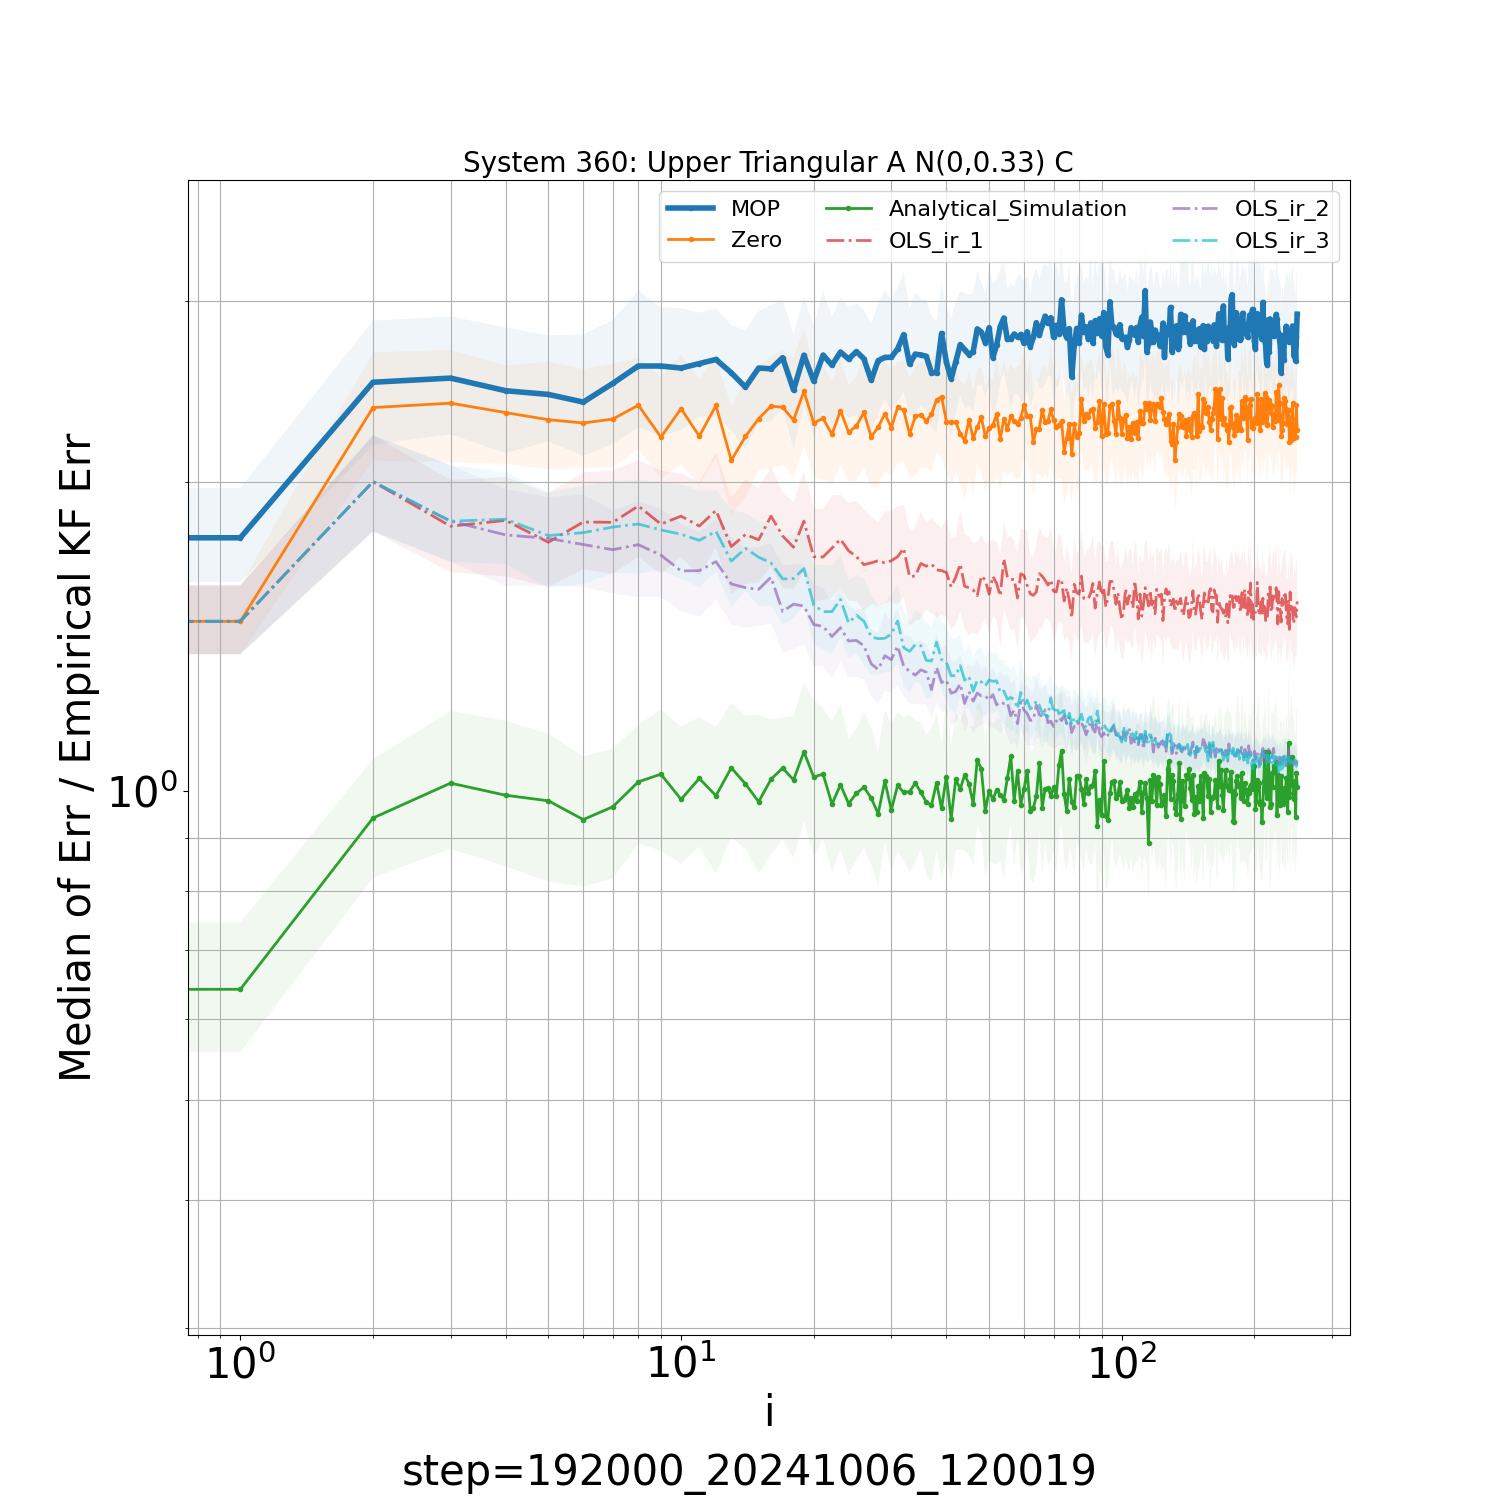 System 360: Upper Triangular A N(0,0.33) C
MOP
Zero
Analytical_Simulation
OLS_ir_1
OLS_ir_2
OLS_ir_3
Median of Err / Empirical KF Err
10⁰
10⁰
10¹
10²
i
step=192000_20241006_120019